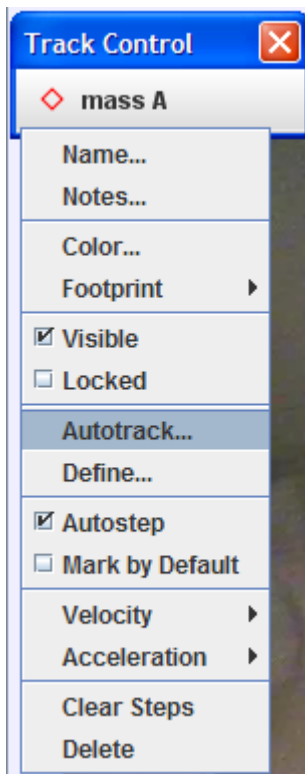 Track Control
mass A
Name...
Notes...
Color...
Footprint
Visible
Locked
Autotrack...
Define...
Autostep
Mark by Default
Velocity
Acceleration
Clear Steps
Delete